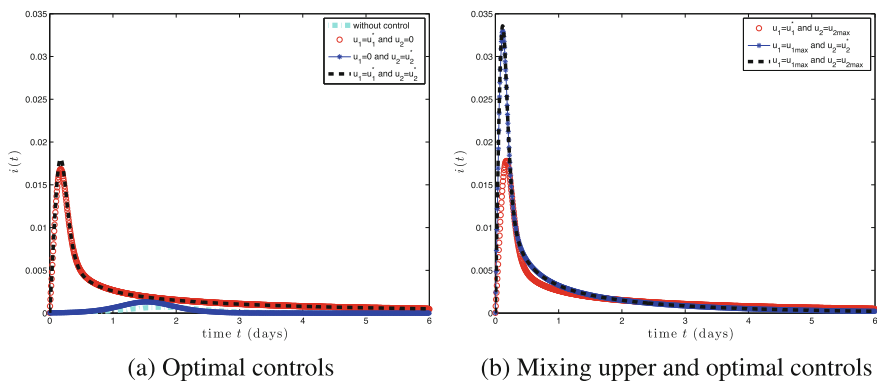 0.035
0.03
0.025
0.02
0.015
0.01
0.005
0
i(t)
0 1 2 3 4 5 6
time t (days)
without control
u1=u1* and u2=0
u1=0 and u2=u2*
u1=u1* and u2=u2*
(a) Optimal controls
0.035
0.03
0.025
0.02
0.015
0.01
0.005
0
i(t)
0 1 2 3 4 5 6
time t (days)
u1=u1* and u2=u2max
u1=u1max and u2=u2*
u1=u1max and u2=u2max
(b) Mixing upper and optimal controls